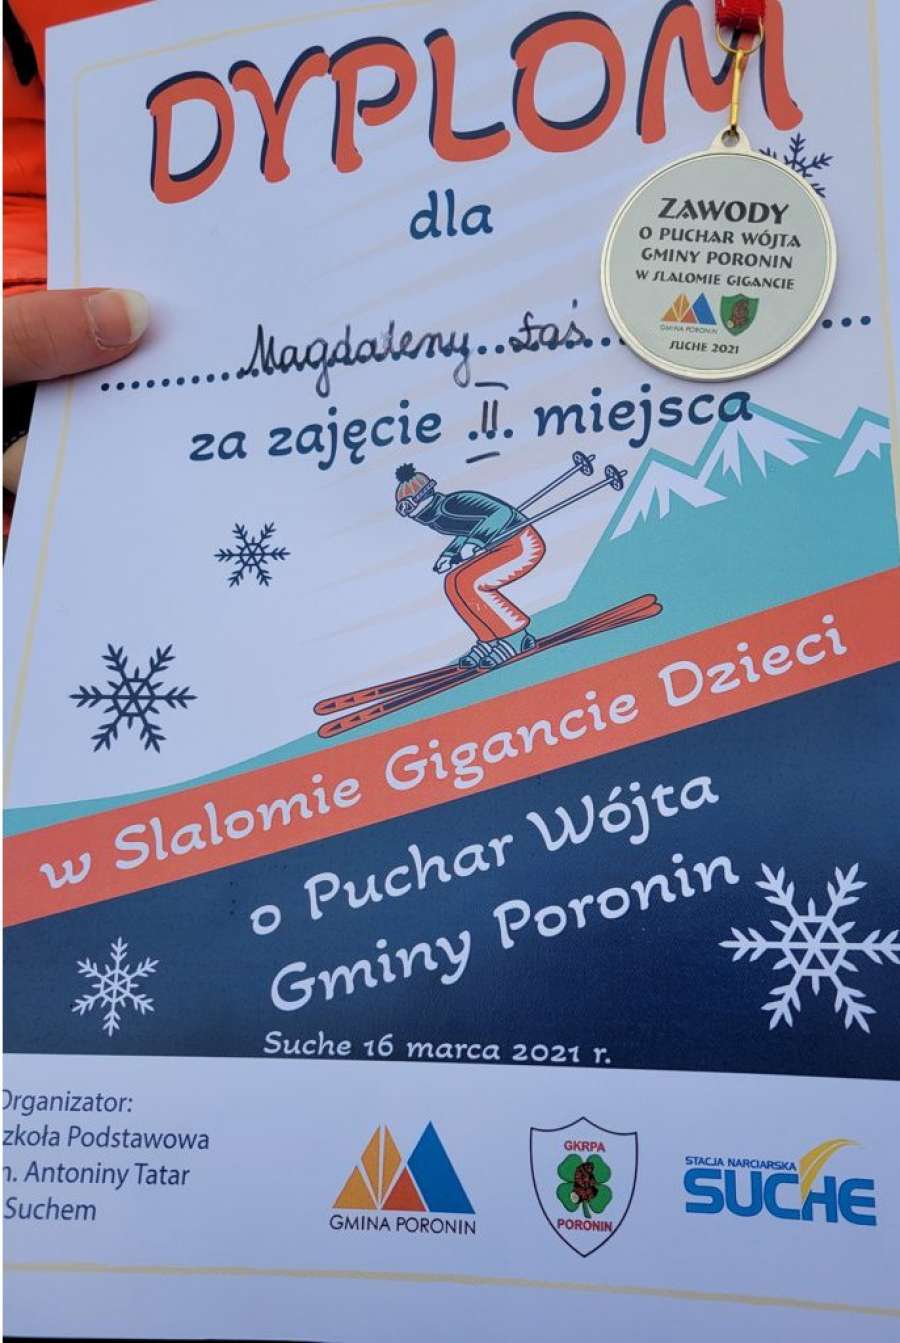 DYPLOM
dla
Magdaleny Łaś
za zajęcie II miejsca
w Slalomie Gigancie Dzieci
o Puchar Wójta
Gminy Poronin
Suche 16 marca 2021 r.
ZAWODY
O PUCHAR WÓJTA
GMINY PORONIN
W SLALOMIE GIGANCIE
GMINA PORONIN
SUCHE 2021
Organizator:
zkoła Podstawowa
m. Antoniny Tatar
Suchem
GMINA PORONIN
GKRPA
PORONIN
STACJA NARCIARSKA
SUCHE